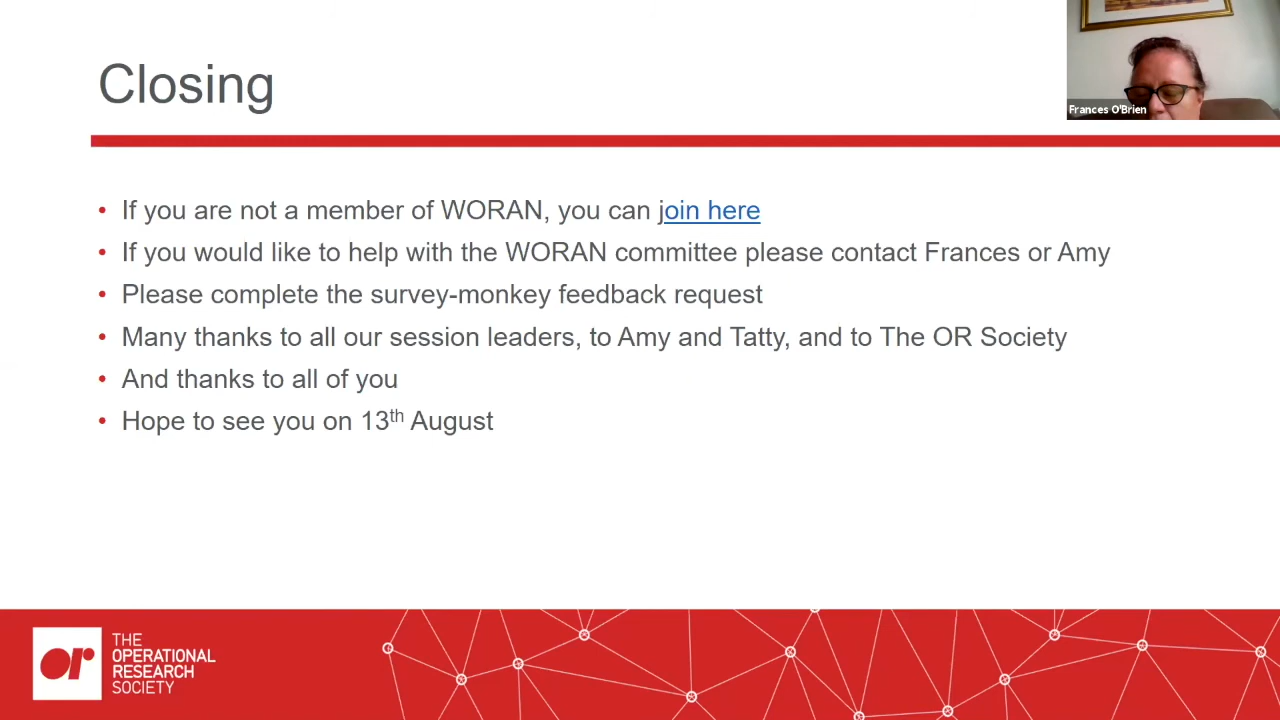 Closing
Frances O'Brien
• If you are not a member of WORAN, you can join here
• If you would like to help with the WORAN committee please contact Frances or Amy
• Please complete the survey-monkey feedback request
• Many thanks to all our session leaders, to Amy and Tatty, and to The OR Society
• And thanks to all of you
• Hope to see you on 13th August
or
THE
OPERATIONAL
RESEARCH
SOCIETY